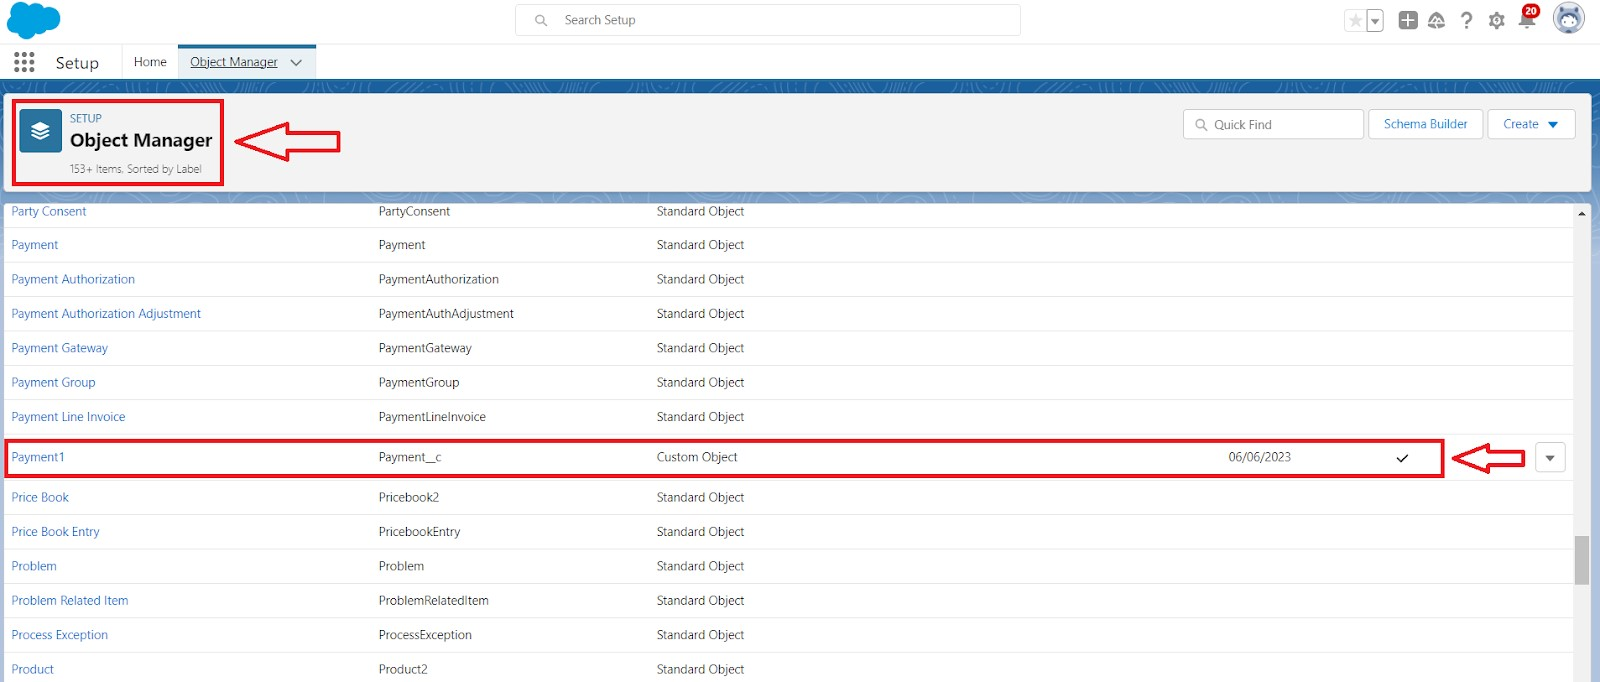 Search Setup
20
Setup Home Object Manager
SETUP
Object Manager
153+ Items, Sorted by Label
Quick Find Schema Builder Create
Party Consent PartyConsent Standard Object
Payment Payment Standard Object
Payment Authorization PaymentAuthorization Standard Object
Payment Authorization Adjustment PaymentAuthAdjustment Standard Object
Payment Gateway PaymentGateway Standard Object
Payment Group PaymentGroup Standard Object
Payment Line Invoice PaymentLineInvoice Standard Object
Payment1 Payment__c Custom Object 06/06/2023
Price Book Pricebook2 Standard Object
Price Book Entry PricebookEntry Standard Object
Problem Problem Standard Object
Problem Related Item ProblemRelatedItem Standard Object
Process Exception ProcessException Standard Object
Product Product2 Standard Object